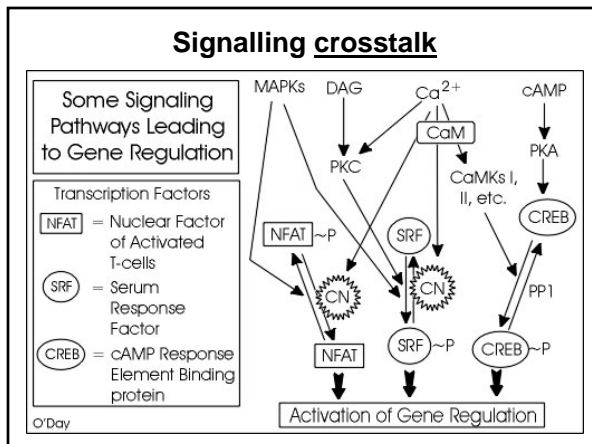 Signalling crosstalk
Some Signaling
Pathways Leading
to Gene Regulation
Transcription Factors
NFAT = Nuclear Factor
of Activated
T-cells
SRF = Serum
Response
Factor
CREB = cAMP Response
Element Binding
protein
O'Day
MAPKs DAG Ca2+ cAMP
CaM
PKC PKA
CaMKs I,
II, etc.
NFAT~P SRF CREB
CN CN PP1
NFAT SRF~P CREB~P
Activation of Gene Regulation